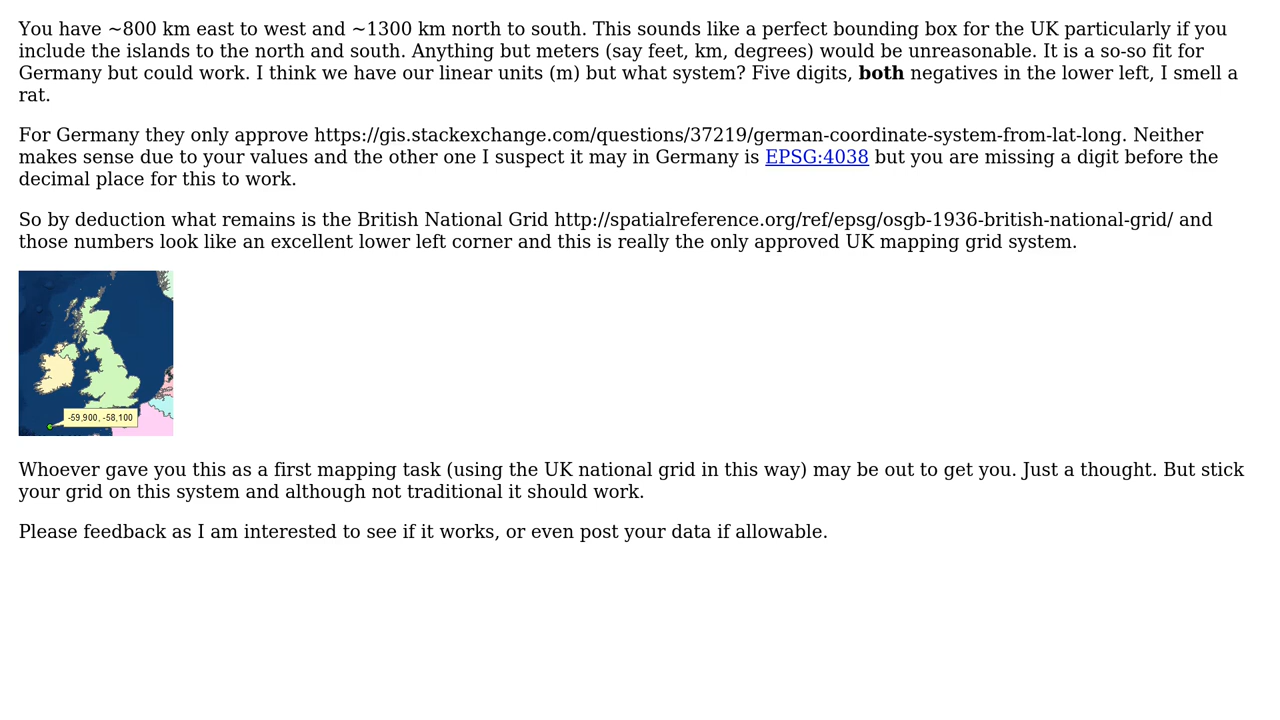 You have ~800 km east to west and ~1300 km north to south. This sounds like a perfect bounding box for the UK particularly if you
include the islands to the north and south. Anything but meters (say feet, km, degrees) would be unreasonable. It is a so-so fit for
Germany but could work. I think we have our linear units (m) but what system? Five digits, both negatives in the lower left, I smell a
rat.
For Germany they only approve https://gis.stackexchange.com/questions/37219/german-coordinate-system-from-lat-long. Neither
makes sense due to your values and the other one I suspect it may in Germany is EPSG:4038 but you are missing a digit before the
decimal place for this to work.
So by deduction what remains is the British National Grid http://spatialreference.org/ref/epsg/osgb-1936-british-national-grid/ and
those numbers look like an excellent lower left corner and this is really the only approved UK mapping grid system.
-59,900, -58,100
Whoever gave you this as a first mapping task (using the UK national grid in this way) may be out to get you. Just a thought. But stick
your grid on this system and although not traditional it should work.
Please feedback as I am interested to see if it works, or even post your data if allowable.